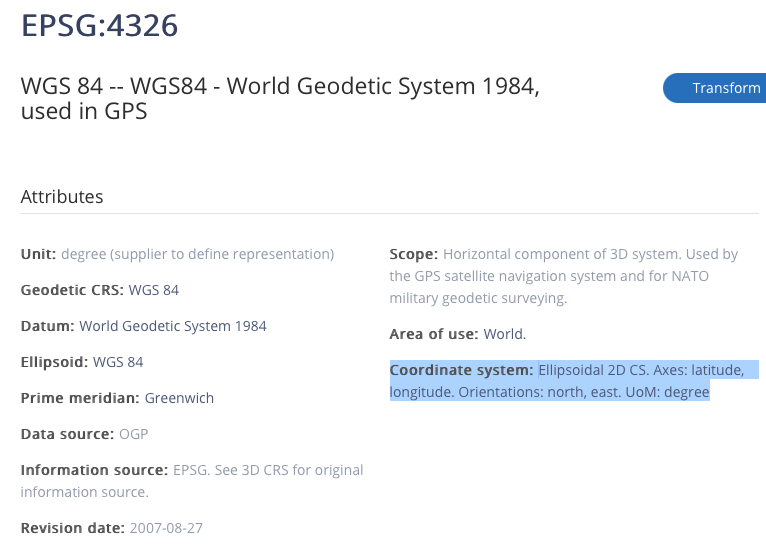 EPSG:4326
WGS 84 -- WGS84 - World Geodetic System 1984,
used in GPS
Transform
Attributes
Unit: degree (supplier to define representation)
Geodetic CRS: WGS 84
Datum: World Geodetic System 1984
Ellipsoid: WGS 84
Prime meridian: Greenwich
Data source: OGP
Information source: EPSG. See 3D CRS for original
information source.
Revision date: 2007-08-27
Scope: Horizontal component of 3D system. Used by
the GPS satellite navigation system and for NATO
military geodetic surveying.
Area of use: World.
Coordinate system: Ellipsoidal 2D CS. Axes: latitude,
longitude. Orientations: north, east. UoM: degree